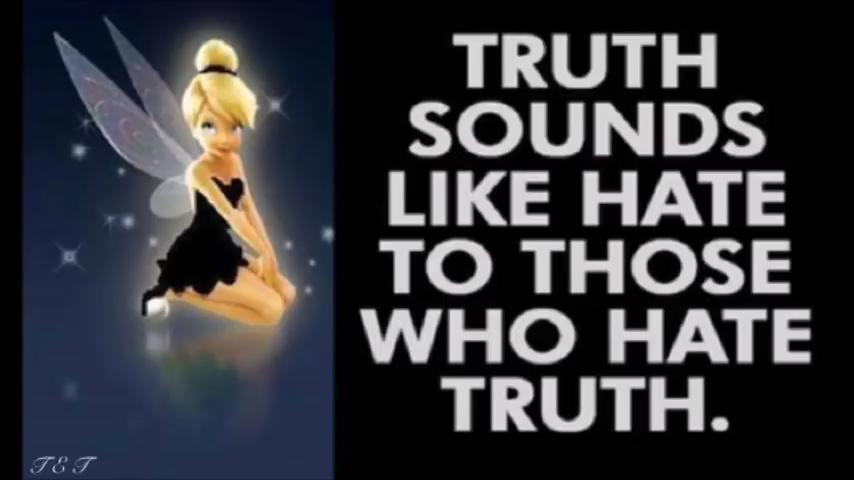 TRUTH
SOUNDS
LIKE HATE
TO THOSE
WHO HATE
TRUTH.
T&T